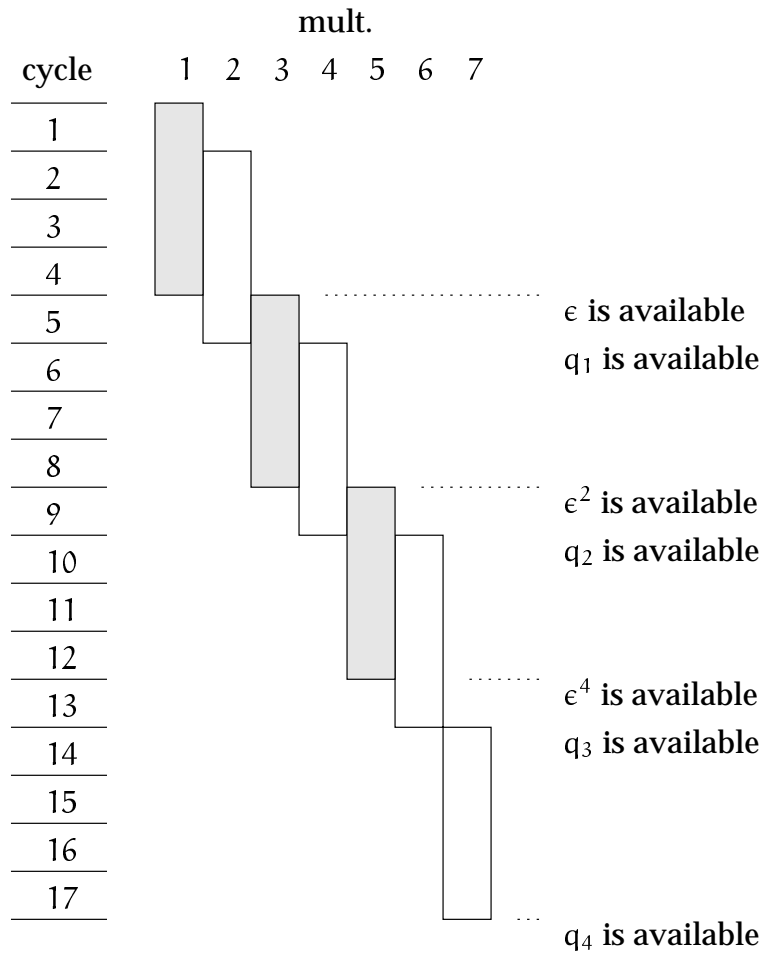 mult.
cycle 1 2 3 4 5 6 7
1
2
3
4
ϵ is available
5
q₁ is available
6
7
8
ϵ² is available
9
q₂ is available
10
11
12
ϵ⁴ is available
13
q₃ is available
14
15
16
17
q₄ is available